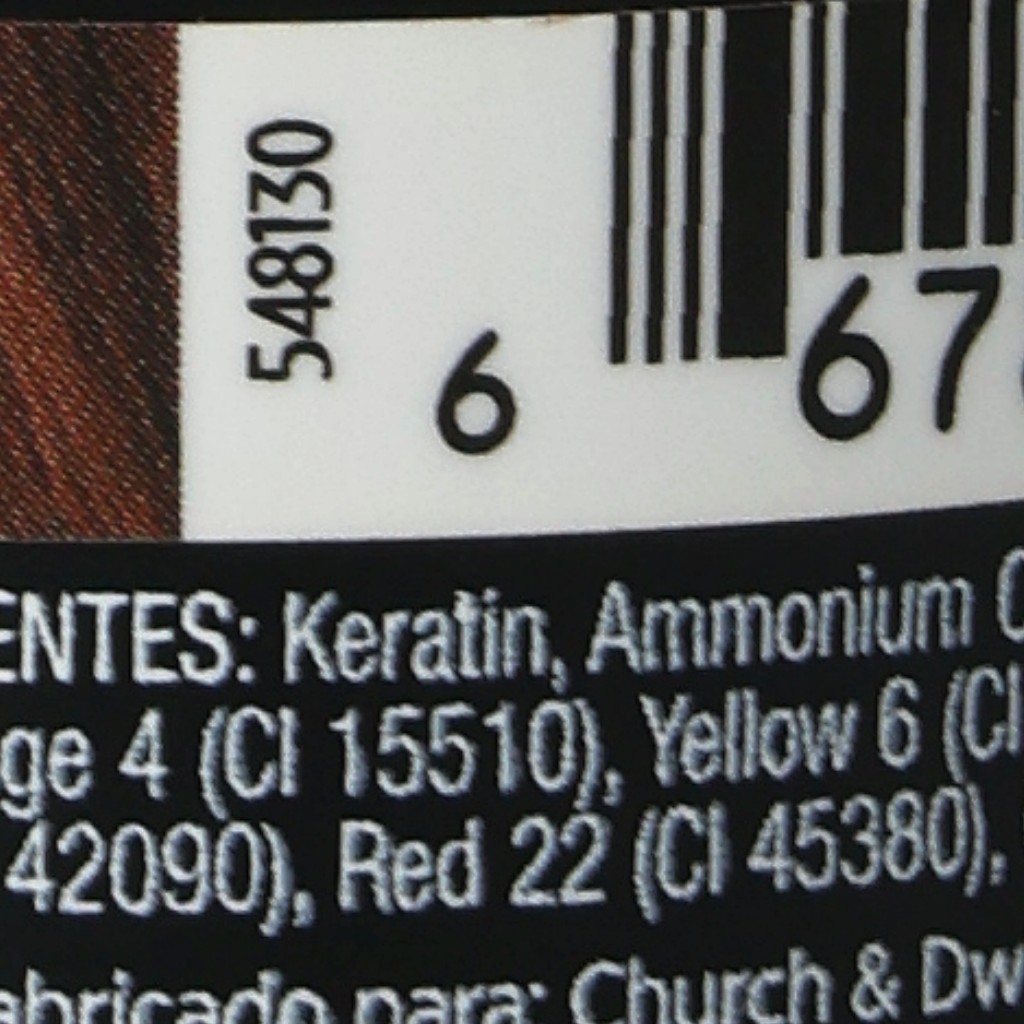 548130
6 67
ENTES: Keratin, Ammonium
ge 4 (CI 15510), Yellow 6 (CI
42090), Red 22 (CI 45380),
abricado para: Church & Dw